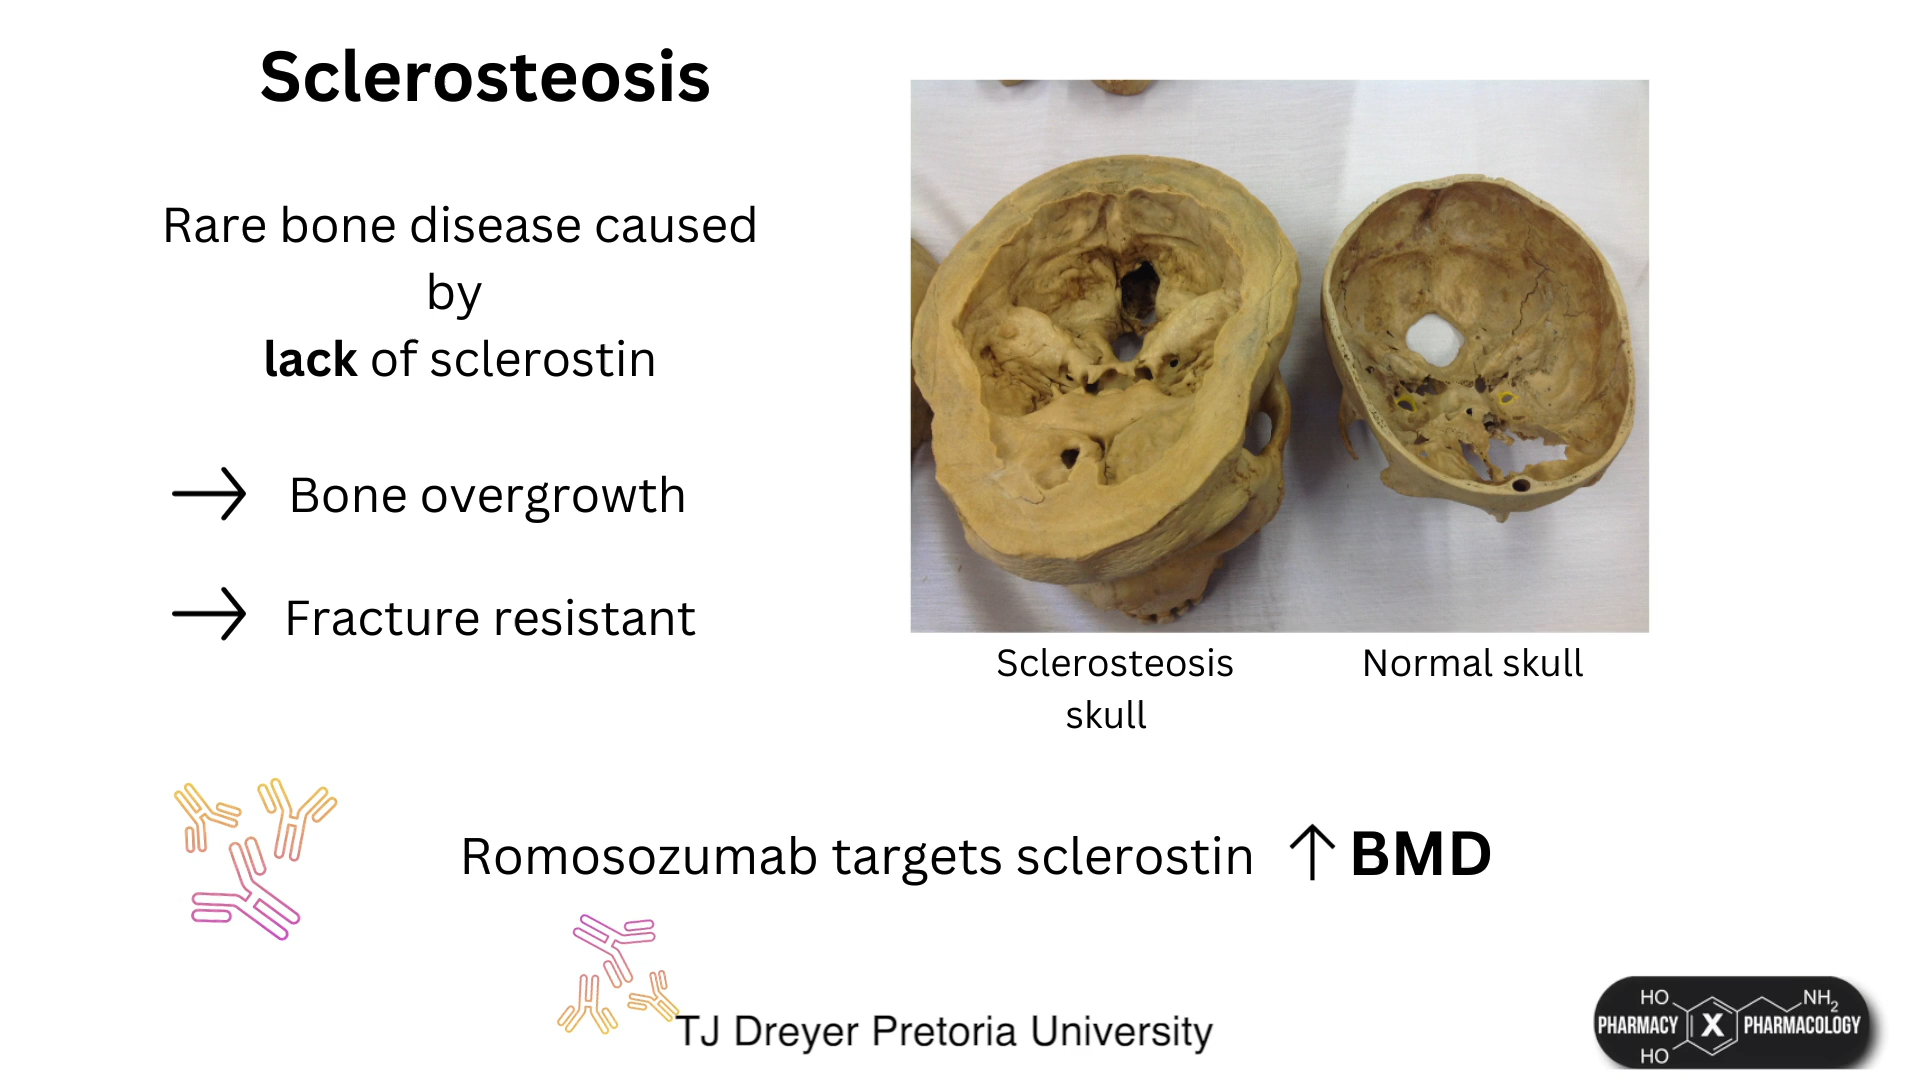 Sclerosteosis
Rare bone disease caused
by
lack of sclerostin
Bone overgrowth
Fracture resistant
Sclerosteosis
skull
Normal skull
Romosozumab targets sclerostin ↑ BMD
TJ Dreyer Pretoria University
HO NH₂
PHARMACY X PHARMACOLOGY
HO